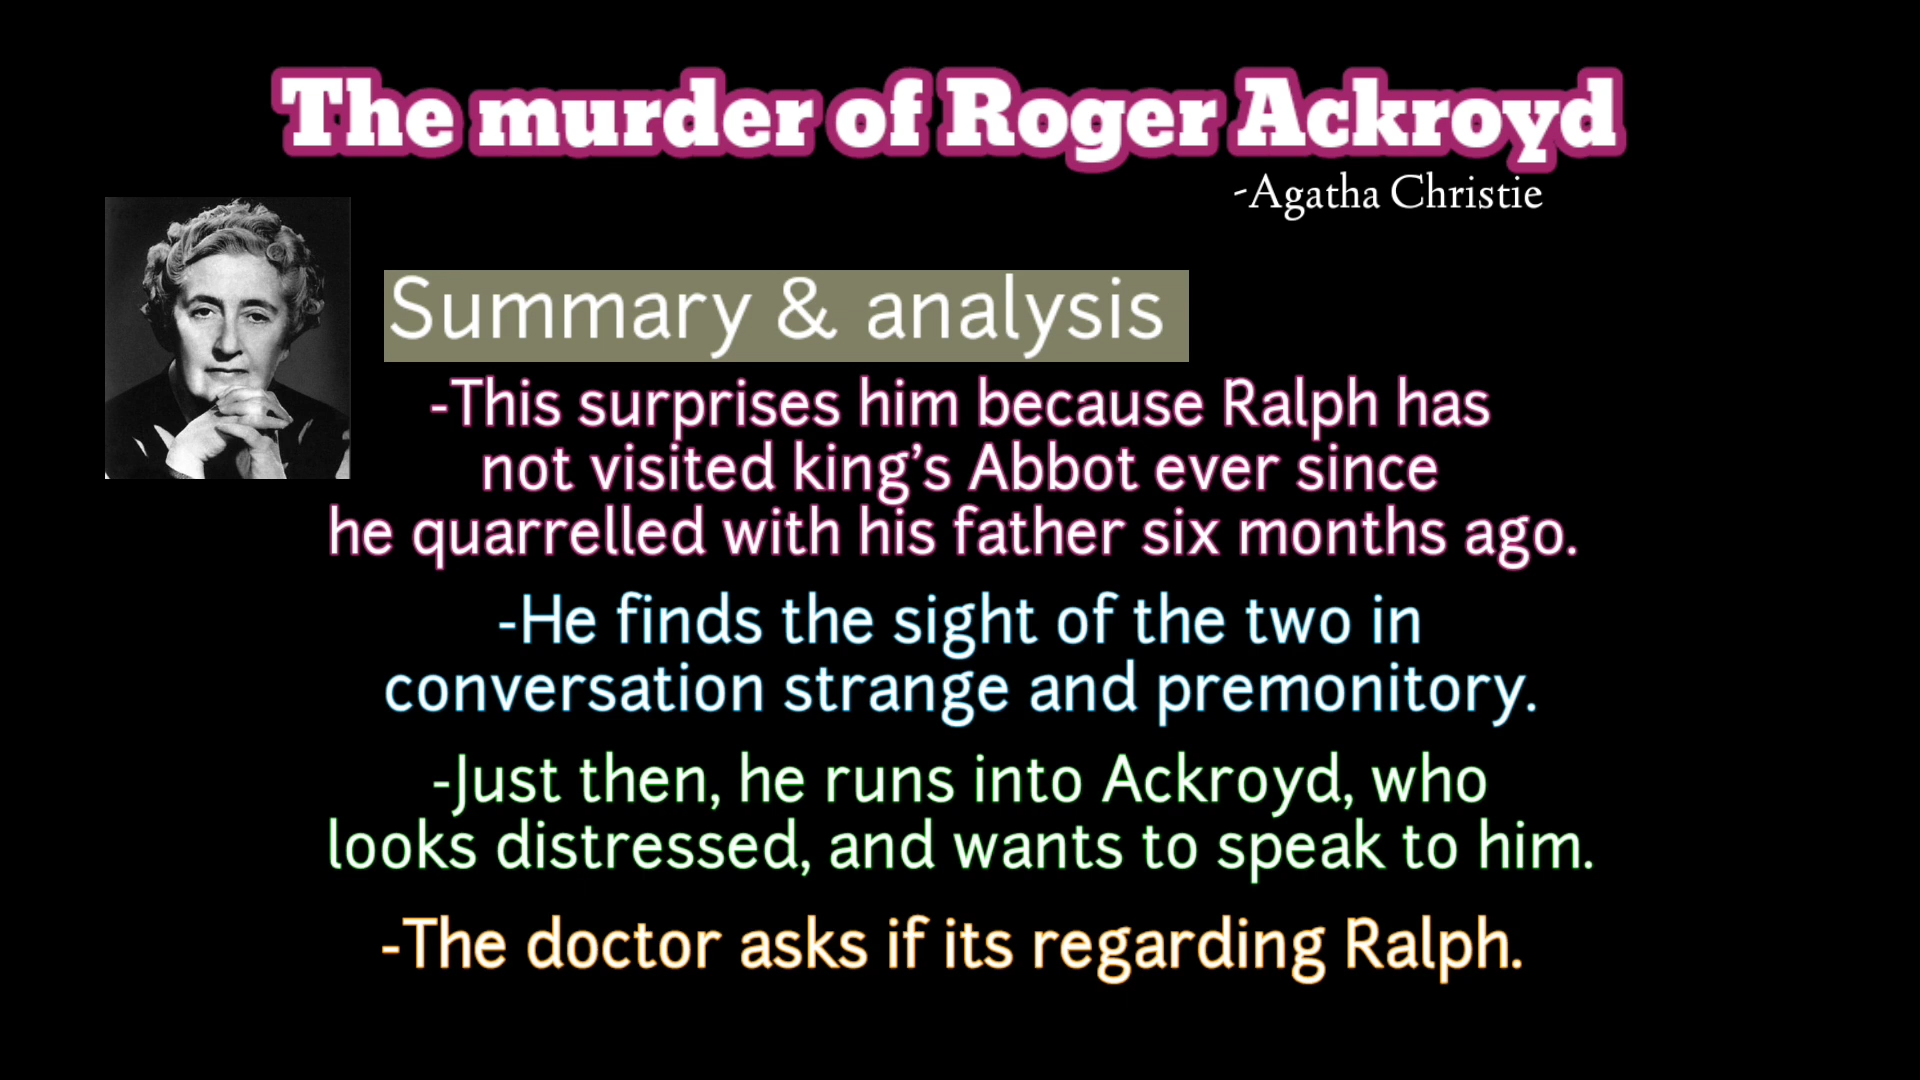 The murder of Roger Ackroyd
-Agatha Christie
Summary & analysis
-This surprises him because Ralph has
not visited king’s Abbot ever since
he quarrelled with his father six months ago.
-He finds the sight of the two in
conversation strange and premonitory.
-Just then, he runs into Ackroyd, who
looks distressed, and wants to speak to him.
-The doctor asks if its regarding Ralph.